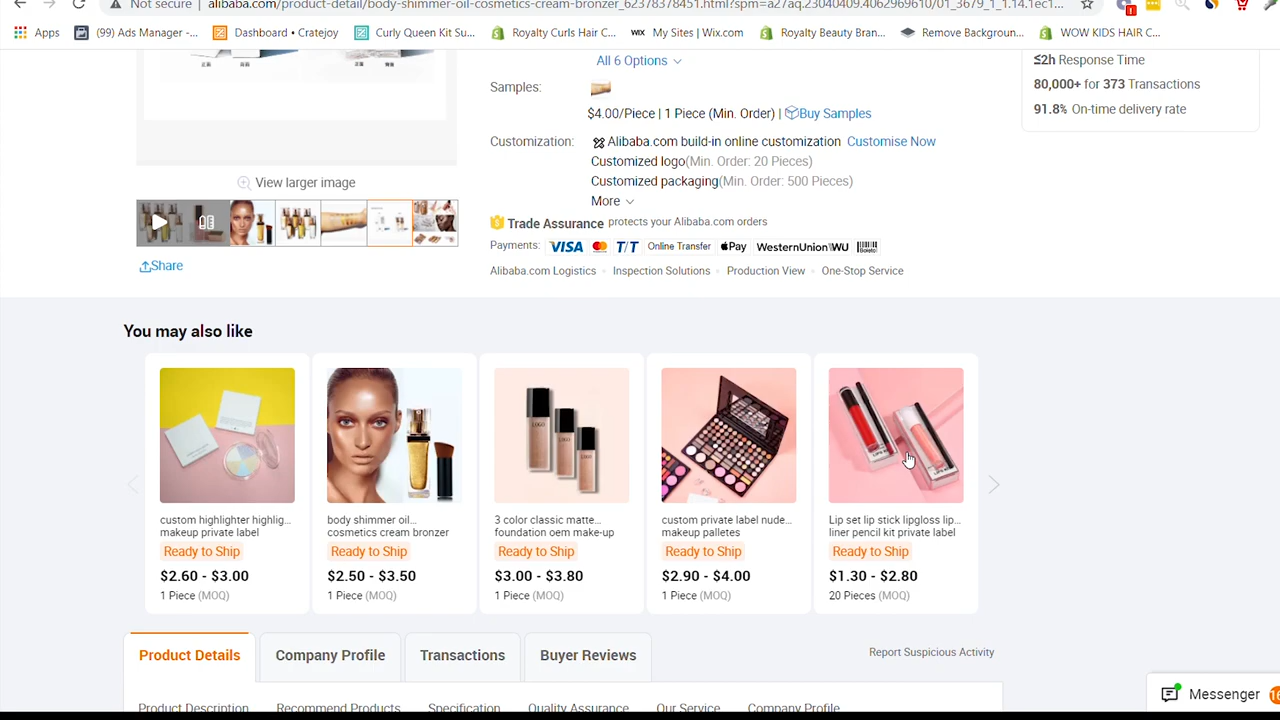 Not secure | alibaba.com/product-detail/body-shimmer-oil-cosmetics-cream-bronzer_62378378451.html?spm=a27aq.23040409.4062969610/01_3679_1_1.14.1ec1...
Apps (99) Ads Manager -... Dashboard • Cratejoy Curly Queen Kit Su... Royalty Curls Hair C... WIX My Sites | Wix.com Royalty Beauty Bran... Remove Backgroun... WOW KIDS HAIR C...
All 6 Options
≤2h Response Time
80,000+ for 373 Transactions
91.8% On-time delivery rate
Samples:
$4.00/Piece | 1 Piece (Min. Order) | Buy Samples
Customization: Alibaba.com build-in online customization Customise Now
Customized logo(Min. Order: 20 Pieces)
Customized packaging(Min. Order: 500 Pieces)
More
View larger image
Share
Trade Assurance protects your Alibaba.com orders
Payments: VISA T/T Online Transfer Pay WesternUnion WU Boleto
Alibaba.com Logistics Inspection Solutions Production View One-Stop Service
You may also like
custom highlighter highlig...
makeup private label
Ready to Ship
$2.60 - $3.00
1 Piece (MOQ)
body shimmer oil...
cosmetics cream bronzer
Ready to Ship
$2.50 - $3.50
1 Piece (MOQ)
LOGO
LOGO
LOGO
3 color classic matte...
foundation oem make-up
Ready to Ship
$3.00 - $3.80
1 Piece (MOQ)
custom private label nude...
makeup palletes
Ready to Ship
$2.90 - $4.00
1 Piece (MOQ)
Lip set lip stick lipgloss lip...
liner pencil kit private label
Ready to Ship
$1.30 - $2.80
20 Pieces (MOQ)
Product Details Company Profile Transactions Buyer Reviews
Report Suspicious Activity
Product Description Recommend Products Specification Quality Assurance Our Service Company Profile
Messenger